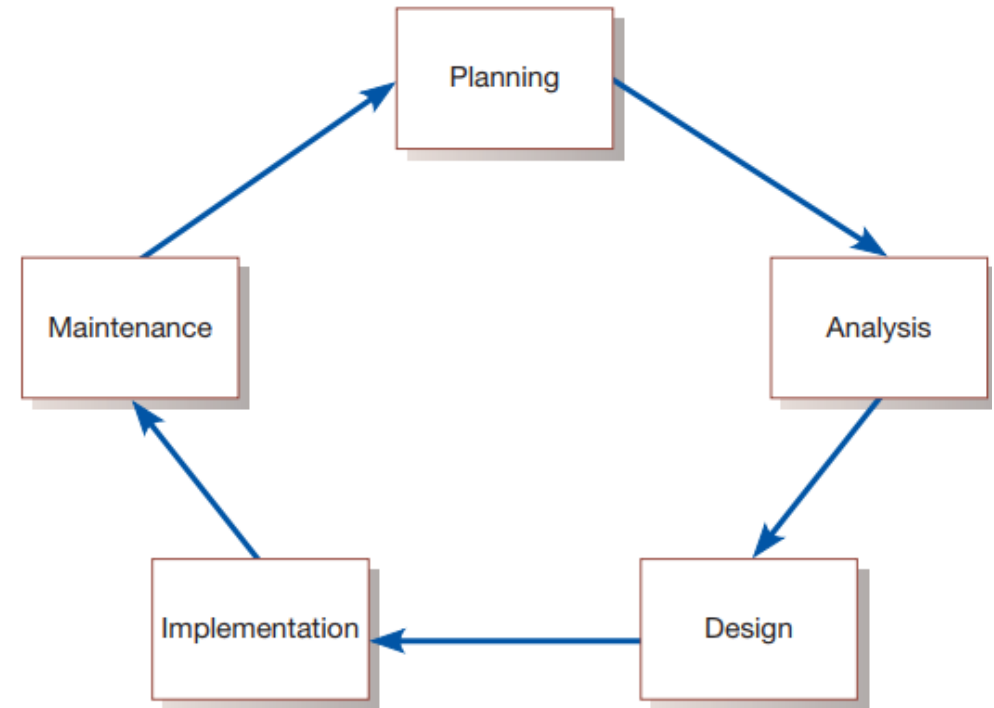 Planning
Analysis
Design
Implementation
Maintenance